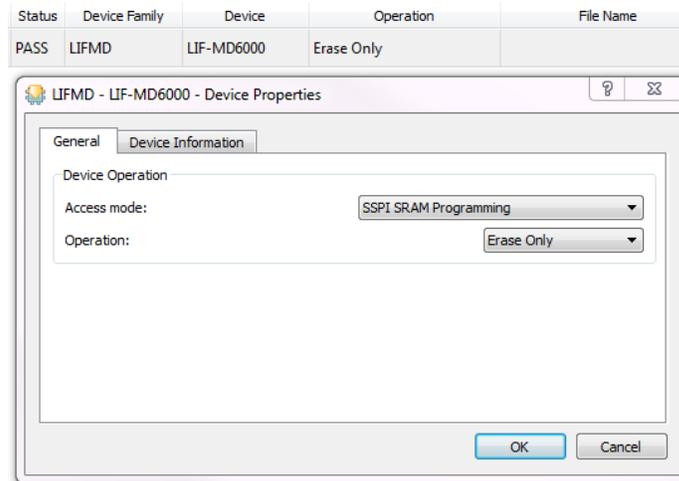 Status Device Family Device Operation File Name
PASS LIFMD LIF-MD6000 Erase Only
LIFMD - LIF-MD6000 - Device Properties
General Device Information
Device Operation
Access mode: SSPI SRAM Programming
Operation: Erase Only
OK Cancel